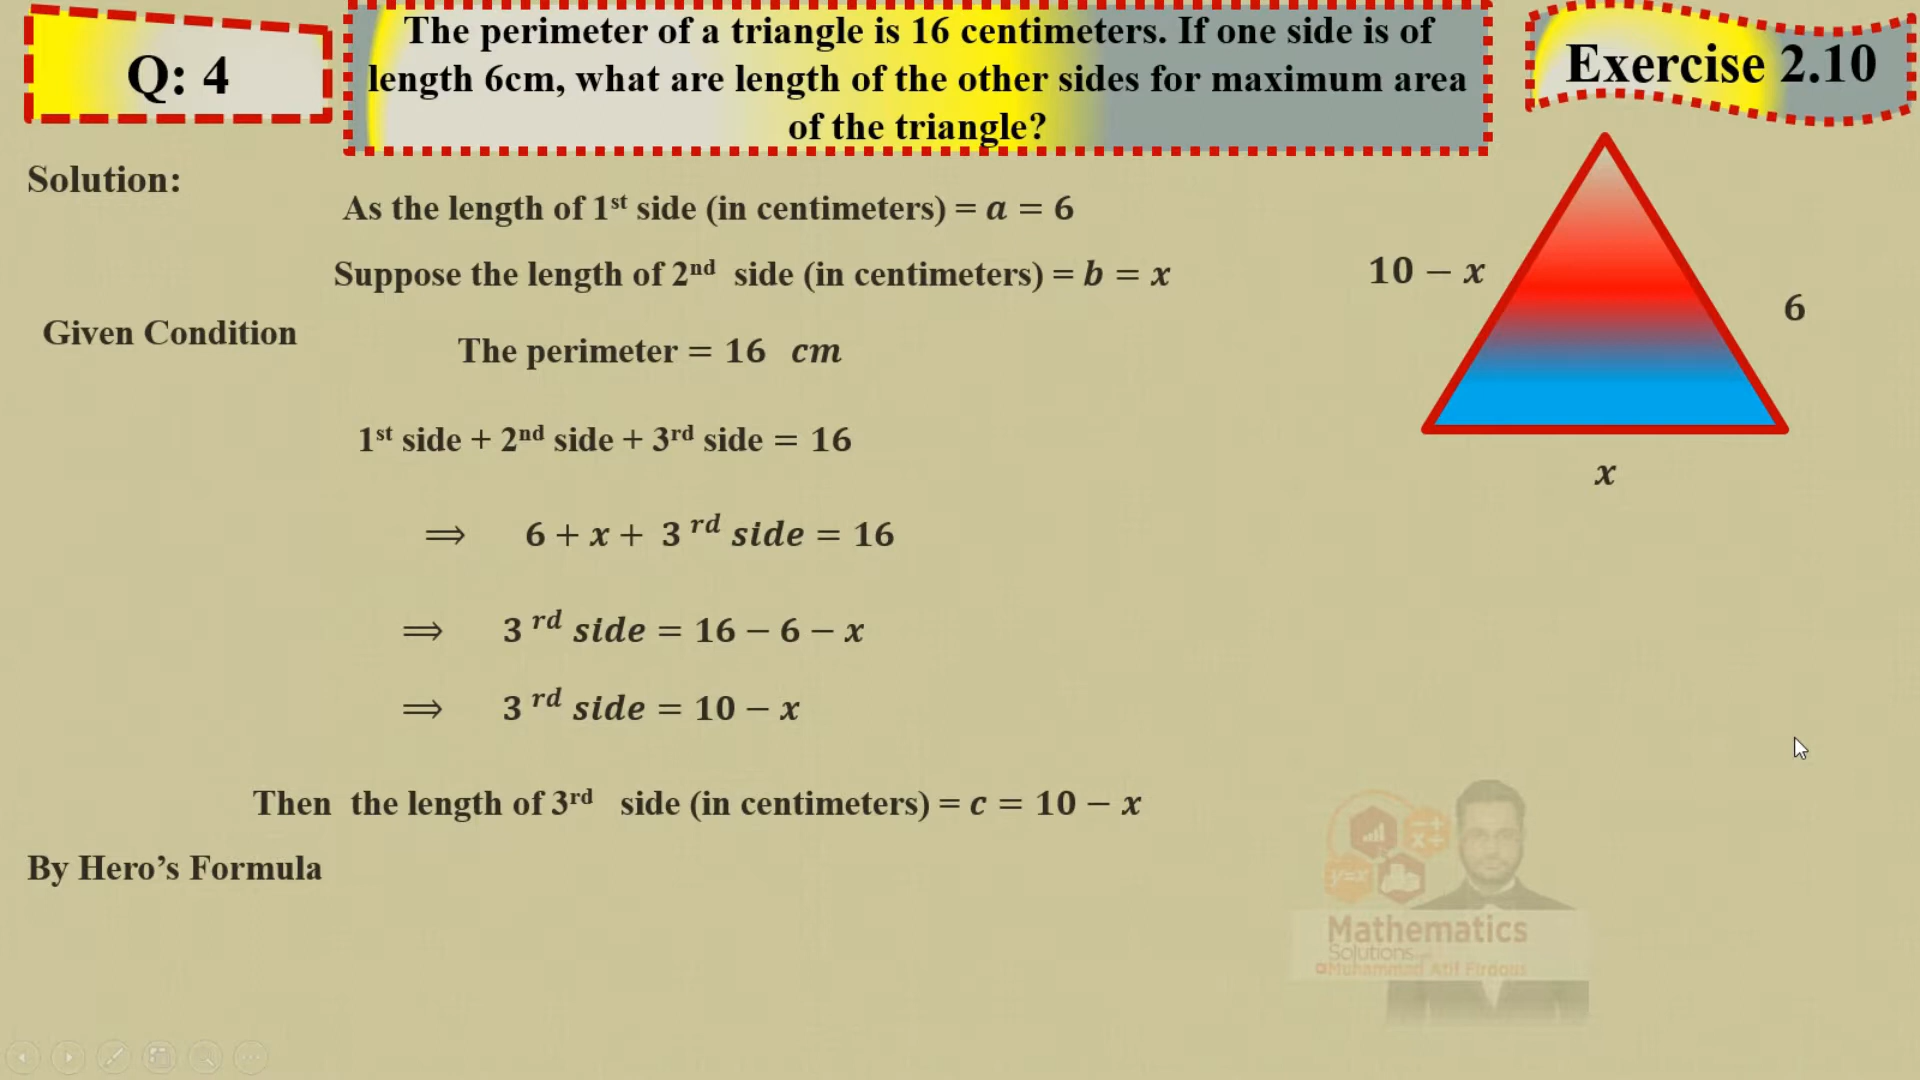 Q: 4
The perimeter of a triangle is 16 centimeters. If one side is of
length 6cm, what are length of the other sides for maximum area
of the triangle?
Exercise 2.10
Solution:
As the length of 1st side (in centimeters) = a = 6
Suppose the length of 2nd side (in centimeters) = b = x
10 − x
6
x
Given Condition
The perimeter = 16 cm
1st side + 2nd side + 3rd side = 16
⟹ 6 + x + 3 rd side = 16
⟹ 3 rd side = 16 − 6 − x
⟹ 3 rd side = 10 − x
Then the length of 3rd side (in centimeters) = c = 10 − x
By Hero’s Formula
y=x
Mathematics
Solutions
Muhammad Atif Firdous